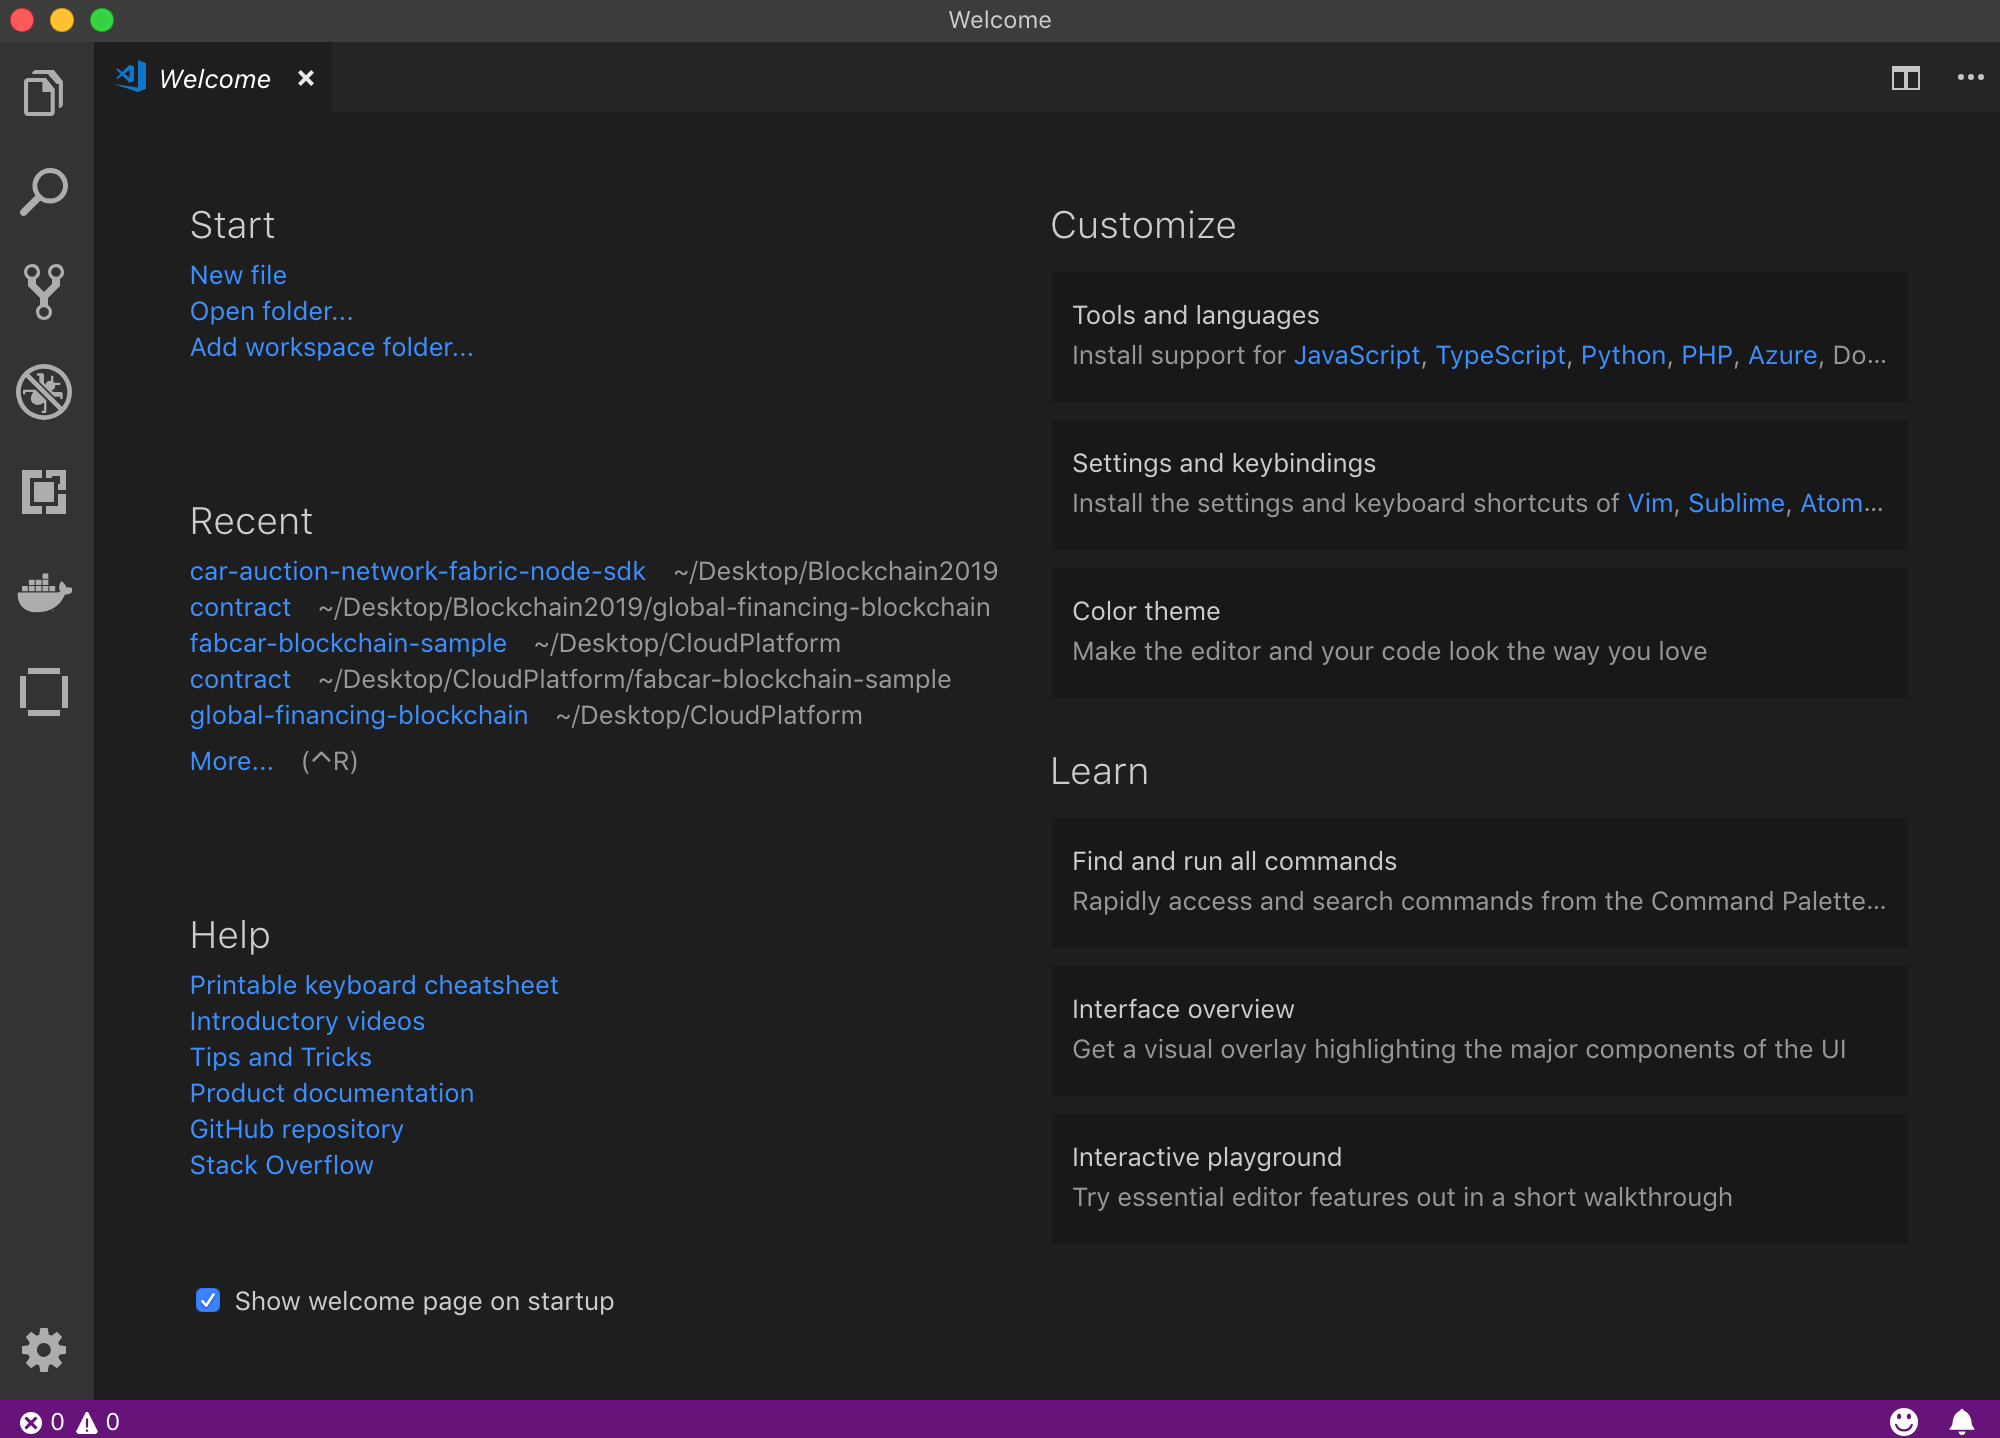 Welcome
Welcome
Start
New file
Open folder...
Add workspace folder...
Recent
car-auction-network-fabric-node-sdk ~/Desktop/Blockchain2019
contract ~/Desktop/Blockchain2019/global-financing-blockchain
fabcar-blockchain-sample ~/Desktop/CloudPlatform
contract ~/Desktop/CloudPlatform/fabcar-blockchain-sample
global-financing-blockchain ~/Desktop/CloudPlatform
More... (^R)
Help
Printable keyboard cheatsheet
Introductory videos
Tips and Tricks
Product documentation
GitHub repository
Stack Overflow
Show welcome page on startup
Customize
Tools and languages
Install support for JavaScript, TypeScript, Python, PHP, Azure, Do...
Settings and keybindings
Install the settings and keyboard shortcuts of Vim, Sublime, Atom...
Color theme
Make the editor and your code look the way you love
Learn
Find and run all commands
Rapidly access and search commands from the Command Palette...
Interface overview
Get a visual overlay highlighting the major components of the UI
Interactive playground
Try essential editor features out in a short walkthrough
0 0